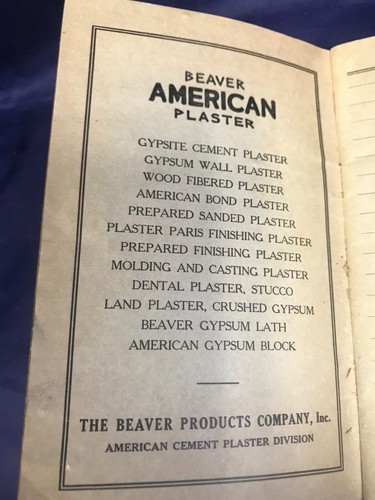 BEAVER
AMERICAN
PLASTER
GYPSITE CEMENT PLASTER
GYPSUM WALL PLASTER
WOOD FIBERED PLASTER
AMERICAN BOND PLASTER
PREPARED SANDED PLASTER
PLASTER PARIS FINISHING PLASTER
PREPARED FINISHING PLASTER
MOLDING AND CASTING PLASTER
DENTAL PLASTER, STUCCO
LAND PLASTER, CRUSHED GYPSUM
BEAVER GYPSUM LATH
AMERICAN GYPSUM BLOCK
THE BEAVER PRODUCTS COMPANY, Inc.
AMERICAN CEMENT PLASTER DIVISION